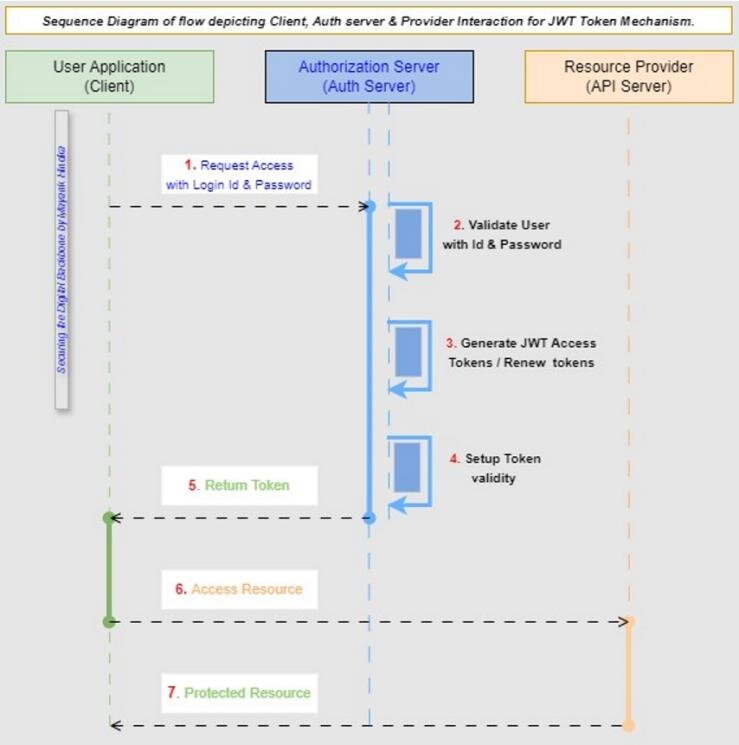 Sequence Diagram of flow depicting Client, Auth server & Provider Interaction for JWT Token Mechanism.
User Application
(Client)
Authorization Server
(Auth Server)
Resource Provider
(API Server)
Securing the Digital Backbone by Mayank
1. Request Access
with Login Id & Password
2. Validate User
with Id & Password
3. Generate JWT Access
Tokens / Renew tokens
4. Setup Token
validity
5. Return Token
6. Access Resource
7. Protected Resource